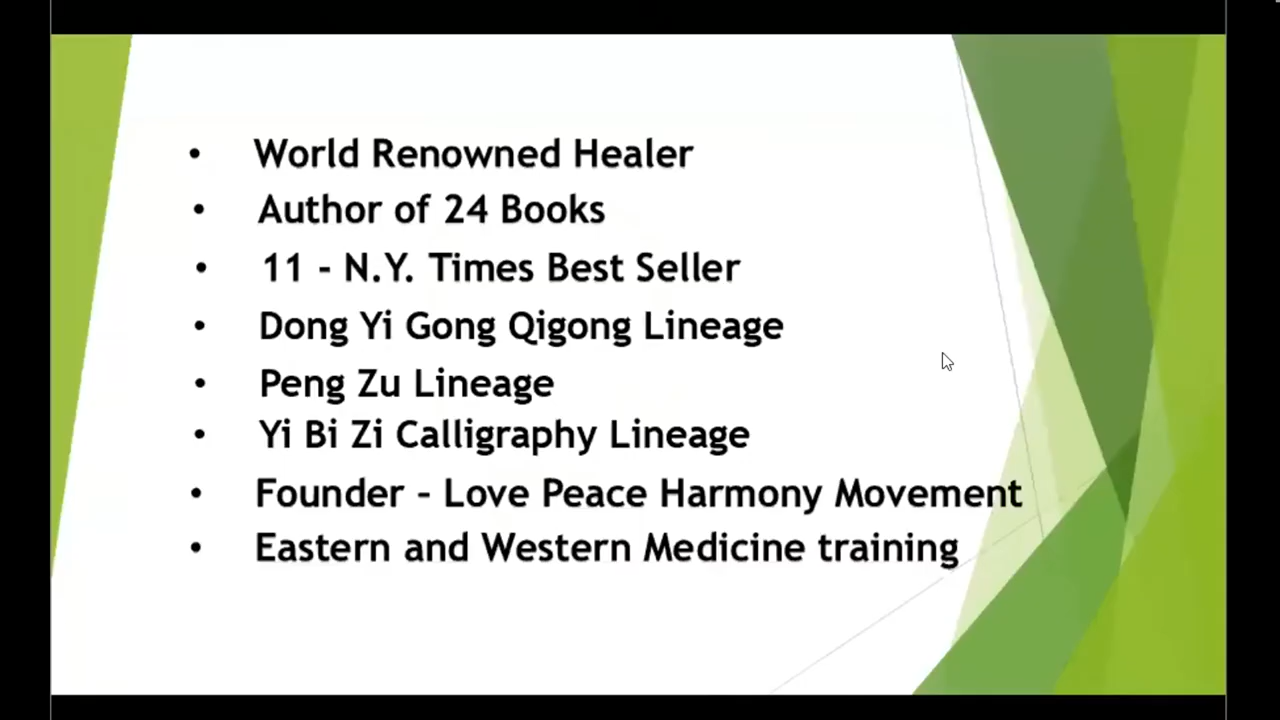 • World Renowned Healer
• Author of 24 Books
• 11 - N.Y. Times Best Seller
• Dong Yi Gong Qigong Lineage
• Peng Zu Lineage
• Yi Bi Zi Calligraphy Lineage
• Founder – Love Peace Harmony Movement
• Eastern and Western Medicine training